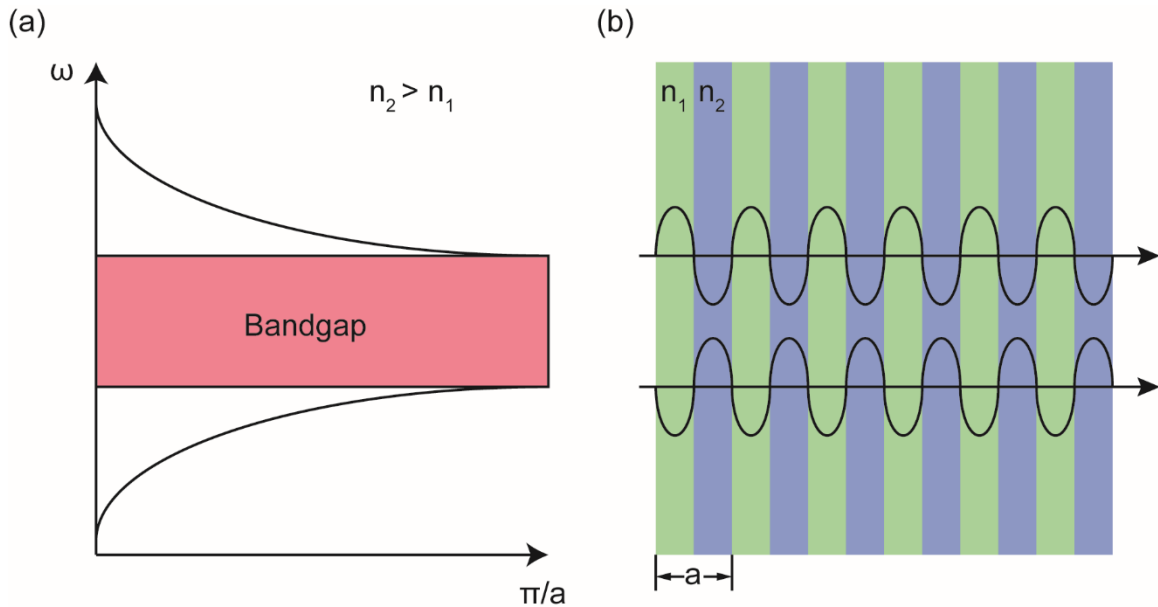 (a)
ω
n₂ > n₁
Bandgap
π/a
(b)
n₁ n₂
a